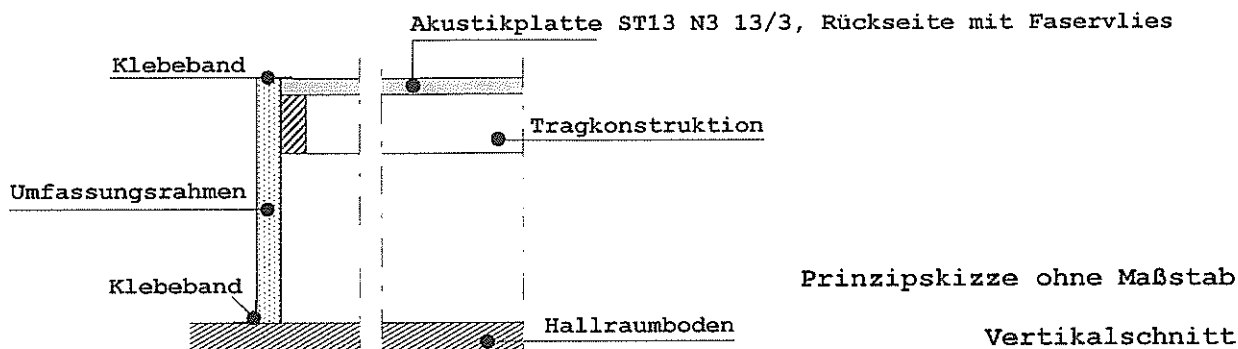 Akustikplatte ST13 N3 13/3, Rückseite mit Faservlies
Klebeband
Tragkonstruktion
Umfassungsrahmen
Klebeband
Prinzipskizze ohne Maßstab
Hallraumboden
Vertikalschnitt